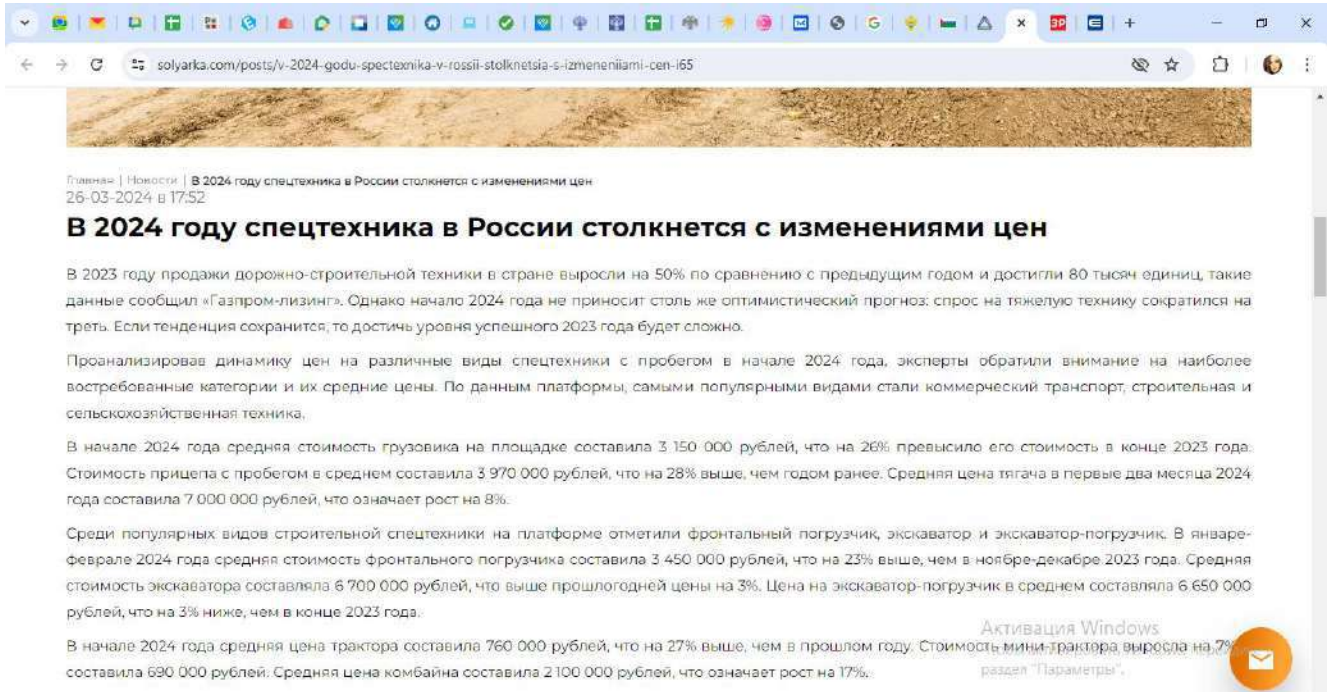 solyarka.com/posts/v-2024-godu-spectexnika-v-rossii-stolknetsia-s-izmeneniiami-cen-i65
Главная | Новости | В 2024 году спецтехника в России столкнется с изменениями цен
26-03-2024 в 17:52
В 2024 году спецтехника в России столкнется с изменениями цен
В 2023 году продажи дорожно-строительной техники в стране выросли на 50% по сравнению с предыдущим годом и достигли 80 тысяч единиц, такие
данные сообщил «Газпром-лизинг». Однако начало 2024 года не приносит столь же оптимистический прогноз: спрос на тяжелую технику сократился на
треть. Если тенденция сохранится, то достичь уровня успешного 2023 года будет сложно.
Проанализировав динамику цен на различные виды спецтехники с пробегом в начале 2024 года, эксперты обратили внимание на наиболее
востребованные категории и их средние цены. По данным платформы, самыми популярными видами стали коммерческий транспорт, строительная и
сельскохозяйственная техника.
В начале 2024 года средняя стоимость грузовика на площадке составила 3 150 000 рублей, что на 26% превысило его стоимость в конце 2023 года.
Стоимость прицепа с пробегом в среднем составила 3 970 000 рублей, что на 28% выше, чем годом ранее. Средняя цена тягача в первые два месяца 2024
года составила 7 000 000 рублей, что означает рост на 8%.
Среди популярных видов строительной спецтехники на платформе отметили фронтальный погрузчик, экскаватор и экскаватор-погрузчик. В январе-
феврале 2024 года средняя стоимость фронтального погрузчика составила 3 450 000 рублей, что на 23% выше, чем в ноябре-декабре 2023 года. Средняя
стоимость экскаватора составляла 6 700 000 рублей, что выше прошлогодней цены на 3%. Цена на экскаватор-погрузчик в среднем составляла 6 650 000
рублей, что на 3% ниже, чем в конце 2023 года.
Активация Windows
В начале 2024 года средняя цена трактора составила 760 000 рублей, что на 27% выше, чем в прошлом году. Стоимость мини-трактора выросла на 7%
составила 690 000 рублей. Средняя цена комбайна составила 2 100 000 рублей, что означает рост на 17%.
раздел "Параметры".